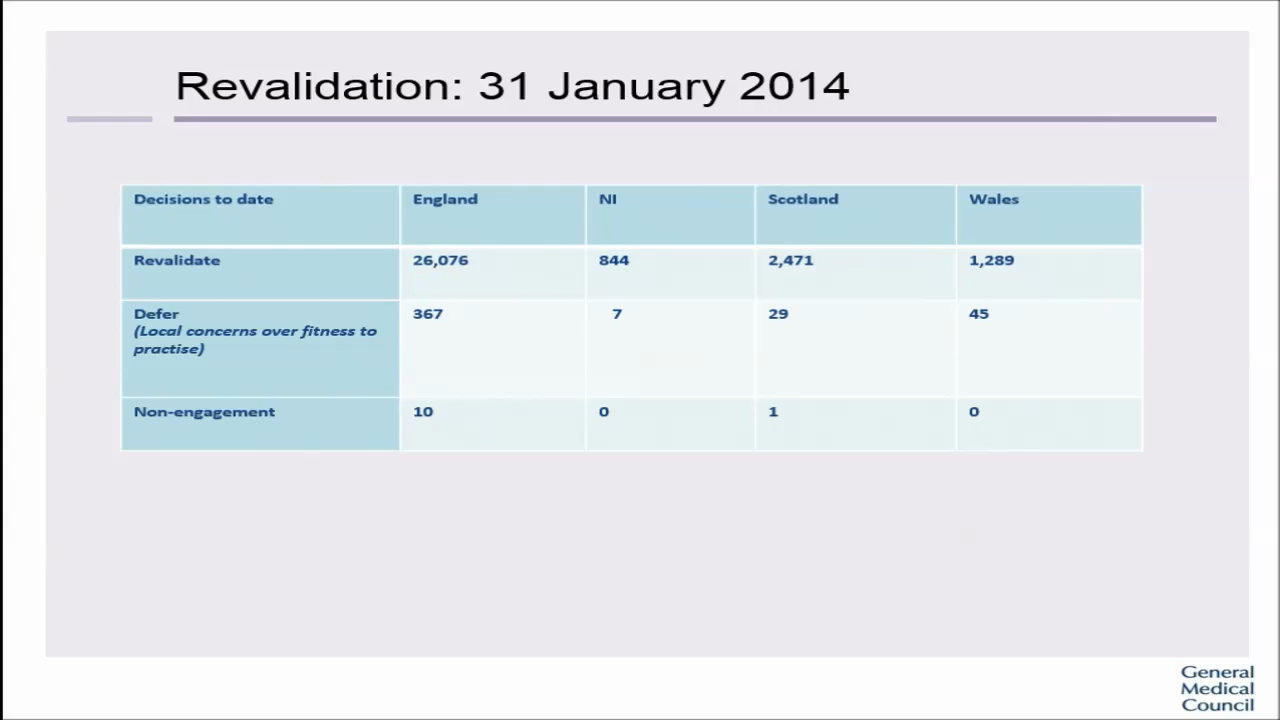 Revalidation: 31 January 2014
Decisions to date England NI Scotland Wales
Revalidate 26,076 844 2,471 1,289
Defer 367 7 29 45
(Local concerns over fitness to
practise)
Non-engagement 10 0 1 0
General
Medical
Council